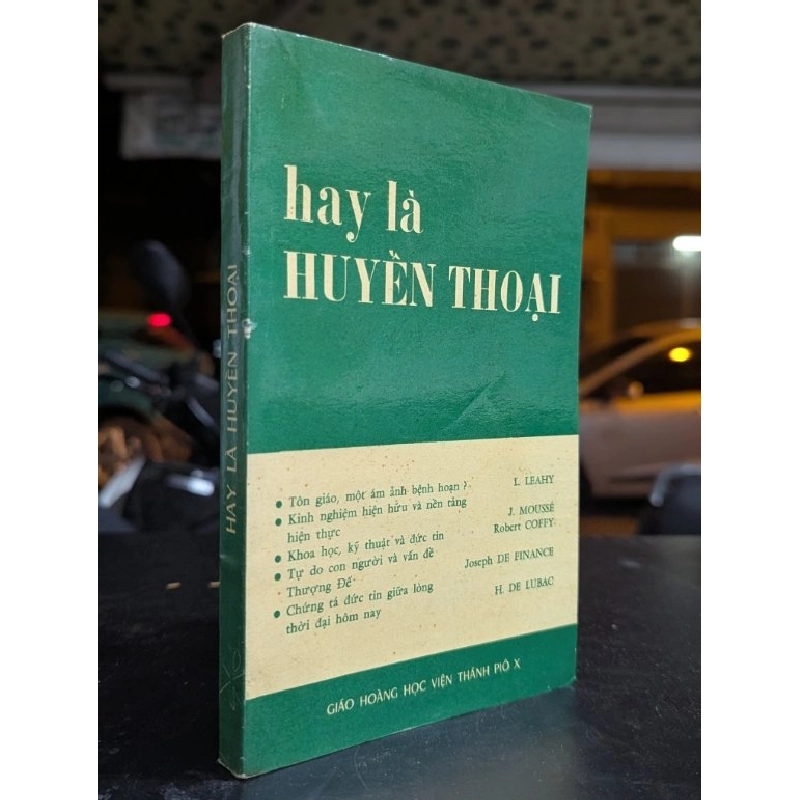 hay là
HUYỀN THOẠI
HAY LÀ HUYỀN THOẠI
• Tôn giáo, một ám ảnh bệnh hoạn ? L. LEAHY
• Kinh nghiệm hiện hữu và nền tảng
hiện thực J. MOUSSÉ
• Khoa học, kỹ thuật và đức tin Robert COFFY
• Tự do con người và vấn đề
Thượng Đế Joseph DE FINANCE
• Chứng tá đức tin giữa lòng
thời đại hôm nay H. DE LUBAC
GIÁO HOÀNG HỌC VIỆN THÁNH PIÔ X